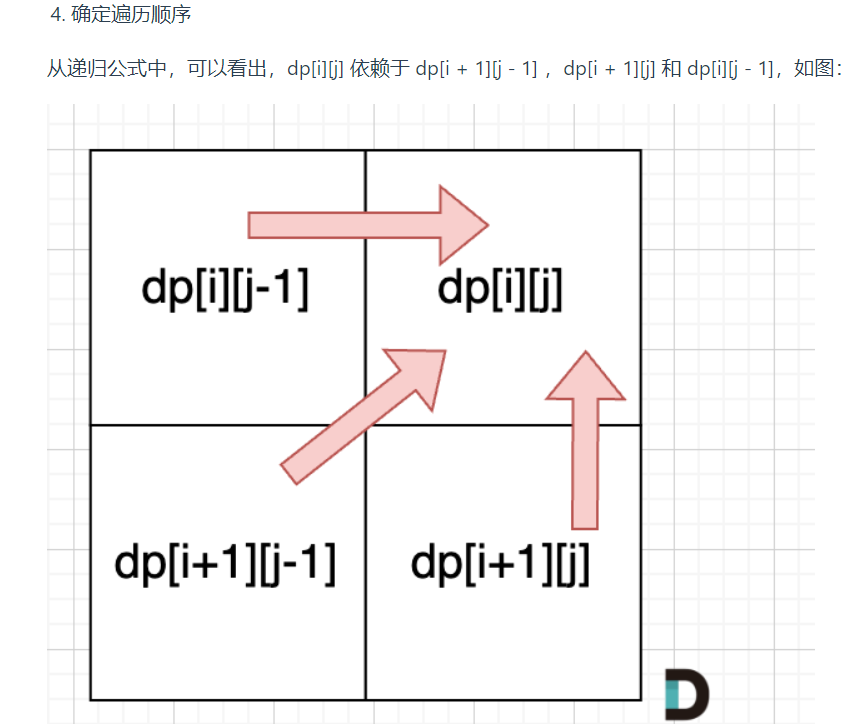 4. 确定遍历顺序
从递归公式中，可以看出，dp[i][j] 依赖于 dp[i + 1][j - 1] ，dp[i + 1][j] 和 dp[i][j - 1]，如图：
dp[i][j-1] dp[i][j]
dp[i+1][j-1] dp[i+1][j]
D